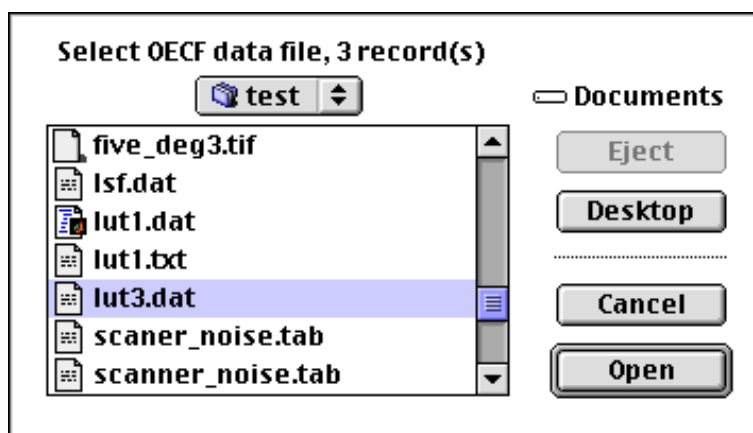 Select OECF data file, 3 record(s)
test
Documents
five_deg3.tif
lsf.dat
lut1.dat
lut1.txt
lut3.dat
scaner_noise.tab
scanner_noise.tab
Eject
Desktop
Cancel
Open